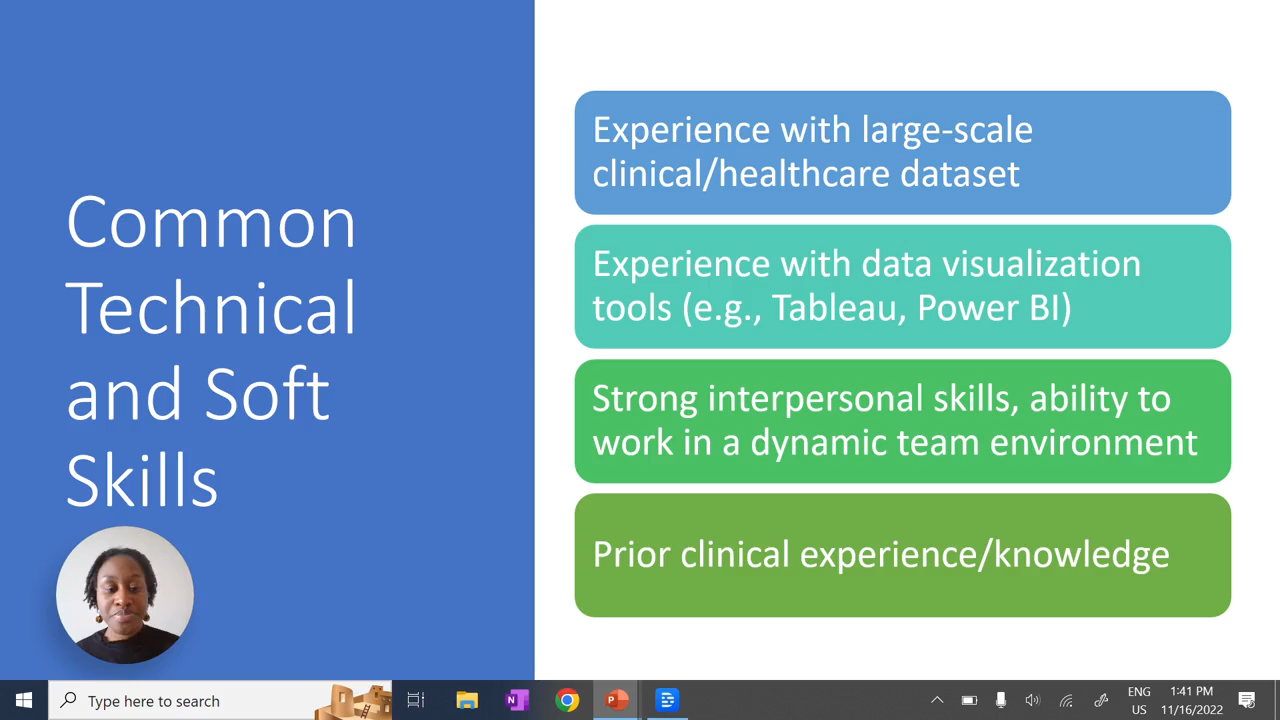 Common
Technical
and Soft
Skills
Experience with large-scale
clinical/healthcare dataset
Experience with data visualization
tools (e.g., Tableau, Power BI)
Strong interpersonal skills, ability to
work in a dynamic team environment
Prior clinical experience/knowledge
Type here to search
N
P
ENG
US
1:41 PM
11/16/2022